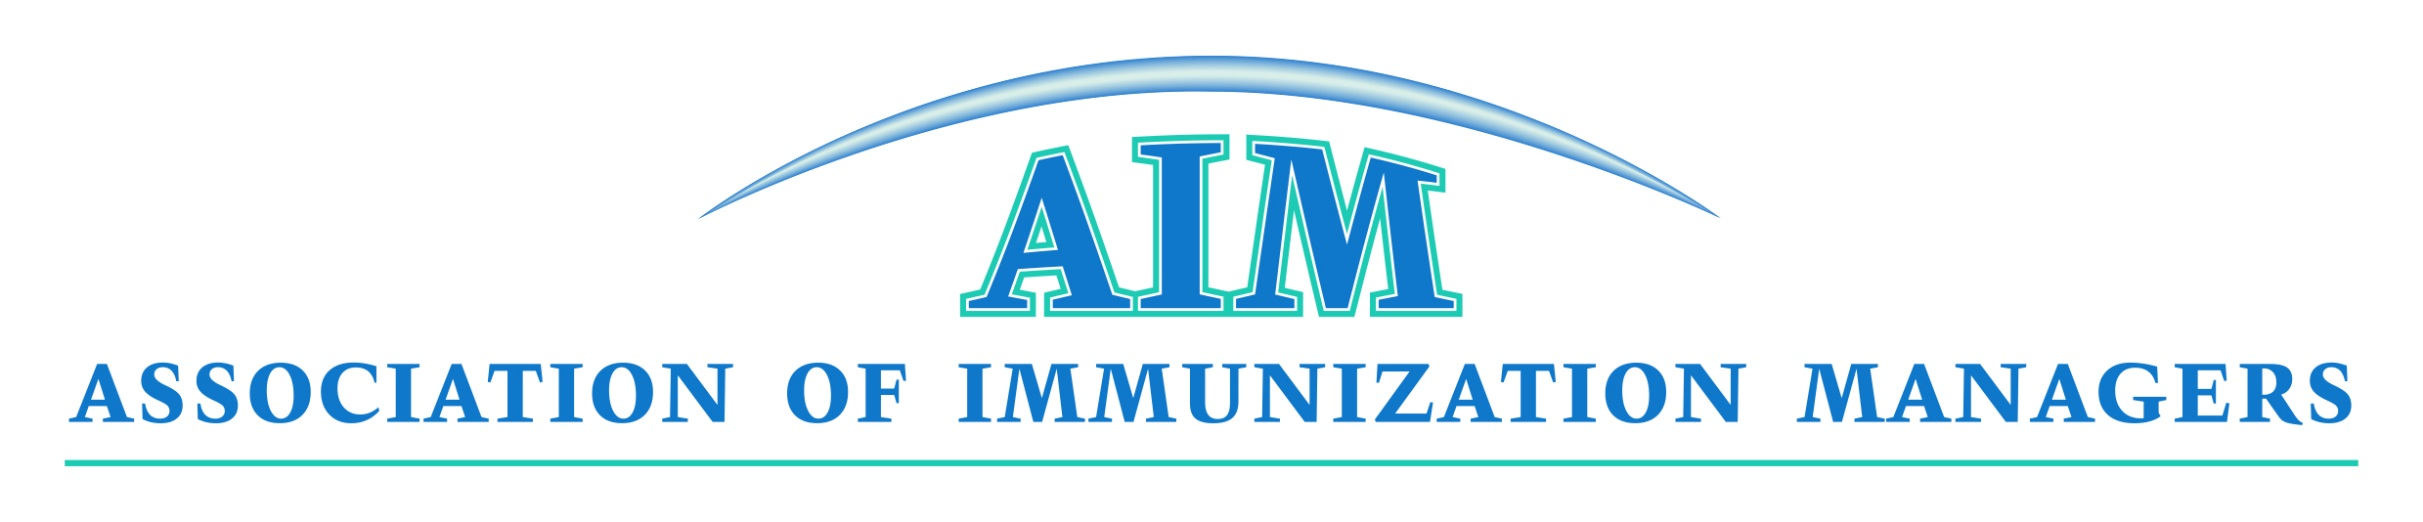 AIM
ASSOCIATION OF IMMUNIZATION MANAGERS